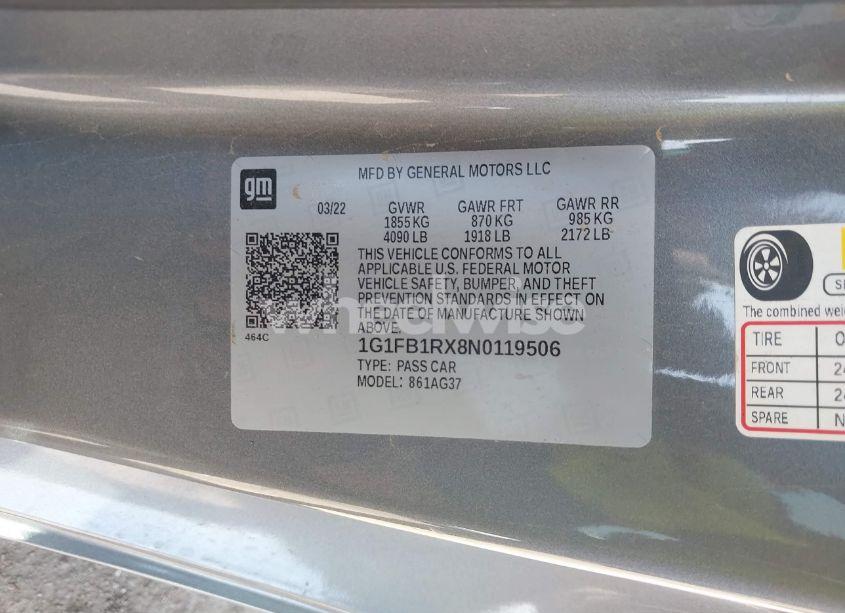 gm
MFD BY GENERAL MOTORS LLC
03/22 GVWR GAWR FRT GAWR RR
1855 KG 870 KG 985 KG
4090 LB 1918 LB 2172 LB
THIS VEHICLE CONFORMS TO ALL
APPLICABLE U.S. FEDERAL MOTOR
VEHICLE SAFETY, BUMPER, AND THEFT
PREVENTION STANDARDS IN EFFECT ON
THE DATE OF MANUFACTURE SHOWN
ABOVE.
464C
1G1FB1RX8N0119506
TYPE: PASS CAR
MODEL: 861AG37
wheelwise
The combined
TIRE
FRONT 24
REAR 24
SPARE